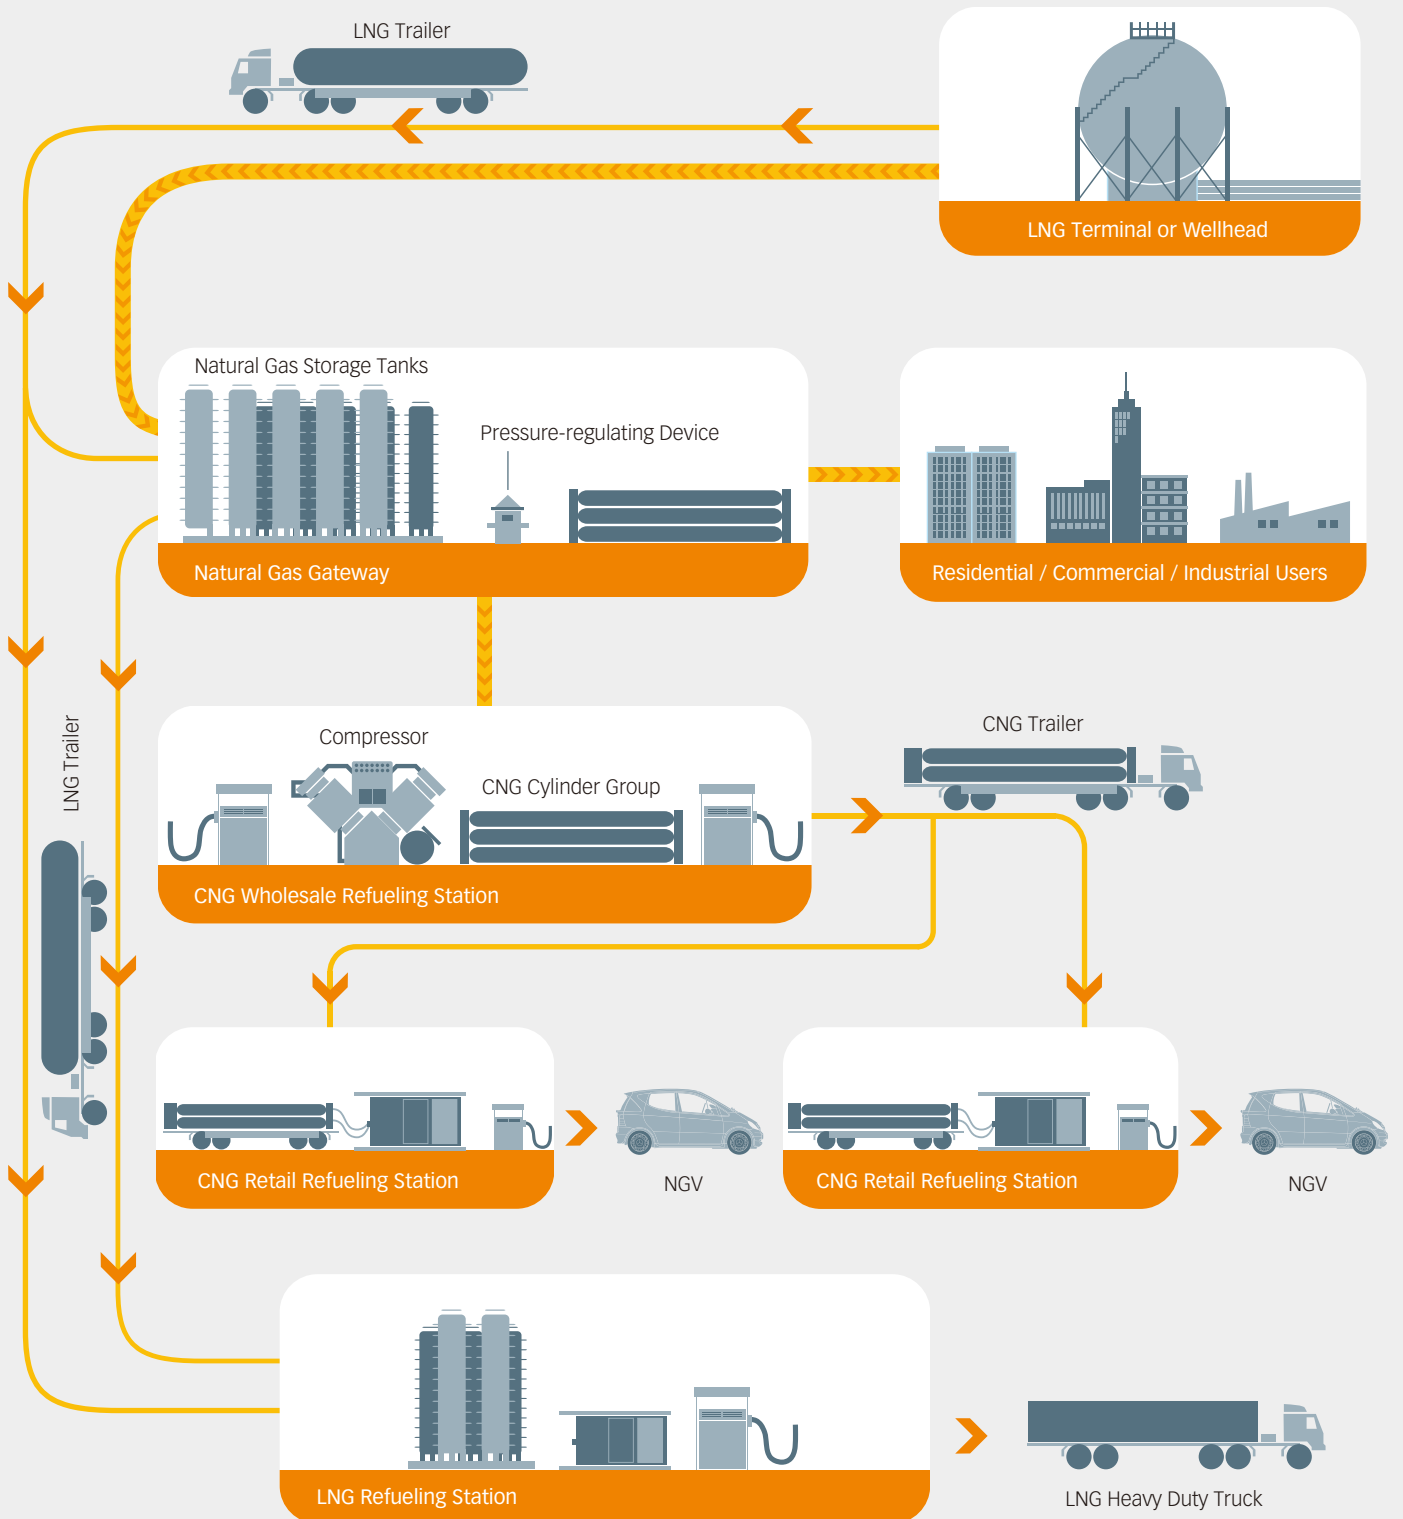 LNG Trailer
LNG Terminal or Wellhead
Natural Gas Storage Tanks
Pressure-regulating Device
Natural Gas Gateway
Residential / Commercial / Industrial Users
LNG Trailer
Compressor
CNG Cylinder Group
CNG Trailer
CNG Wholesale Refueling Station
CNG Retail Refueling Station
NGV
CNG Retail Refueling Station
NGV
LNG Refueling Station
LNG Heavy Duty Truck